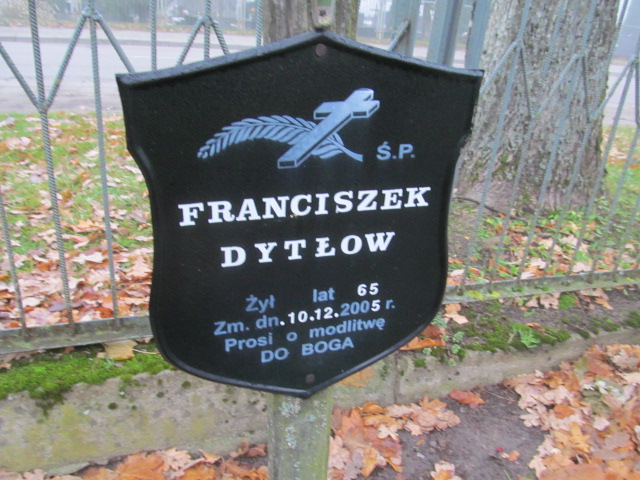 Ś.P.
FRANCISZEK
DYTŁOW
Żył lat 65
Zm. dn. 10.12.2005 r.
Prosi o modlitwę
DO BOGA